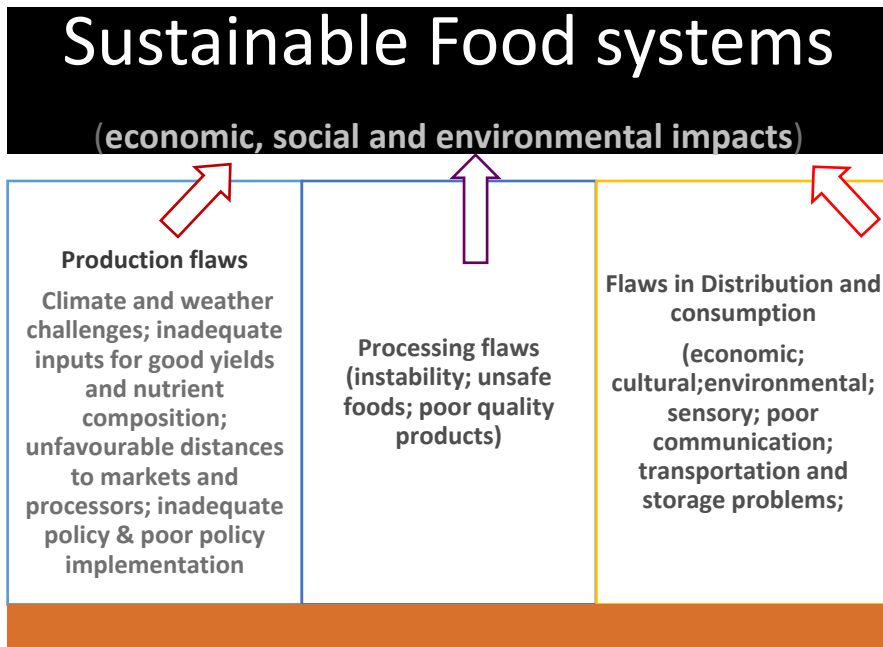 Sustainable Food systems
(economic, social and environmental impacts)
Production flaws
Climate and weather
challenges; inadequate
inputs for good yields
and nutrient
composition;
unfavourable distances
to markets and
processors; inadequate
policy & poor policy
implementation
Processing flaws
(instability; unsafe
foods; poor quality
products)
Flaws in Distribution and
consumption
(economic;
cultural;environmental;
sensory; poor
communication;
transportation and
storage problems;